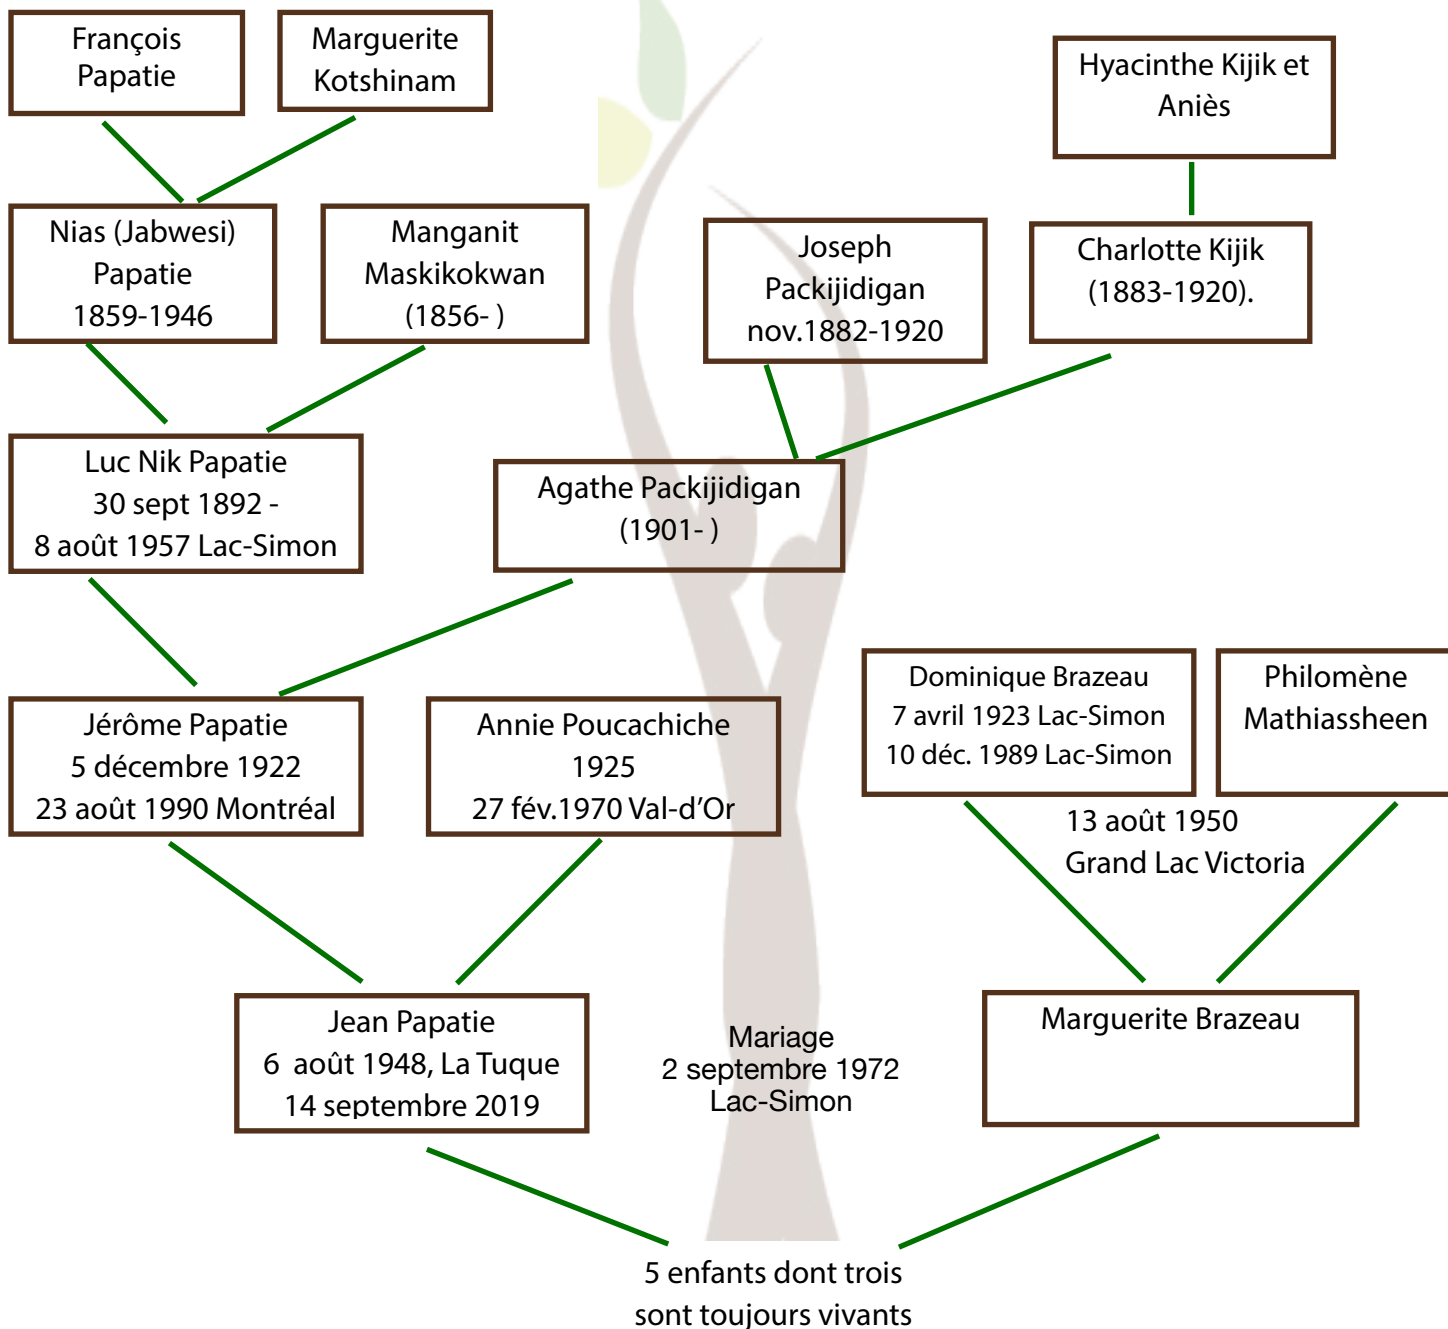 François
Papatie
Marguerite
Kotshinam
Hyacinthe Kijik et
Aniès
Nias (Jabwesi)
Papatie
1859-1946
Manganit
Maskikokwan
(1856- )
Joseph
Packijidigan
nov.1882-1920
Charlotte Kijik
(1883-1920).
Luc Nik Papatie
30 sept 1892 -
8 août 1957 Lac-Simon
Agathe Packijidigan
(1901- )
Jérôme Papatie
5 décembre 1922
23 août 1990 Montréal
Annie Poucachiche
1925
27 fév.1970 Val-d’Or
Dominique Brazeau
7 avril 1923 Lac-Simon
10 déc. 1989 Lac-Simon
Philomène
Mathiassheen
13 août 1950
Grand Lac Victoria
Jean Papatie
6 août 1948, La Tuque
14 septembre 2019
Mariage
2 septembre 1972
Lac-Simon
Marguerite Brazeau
5 enfants dont trois
sont toujours vivants